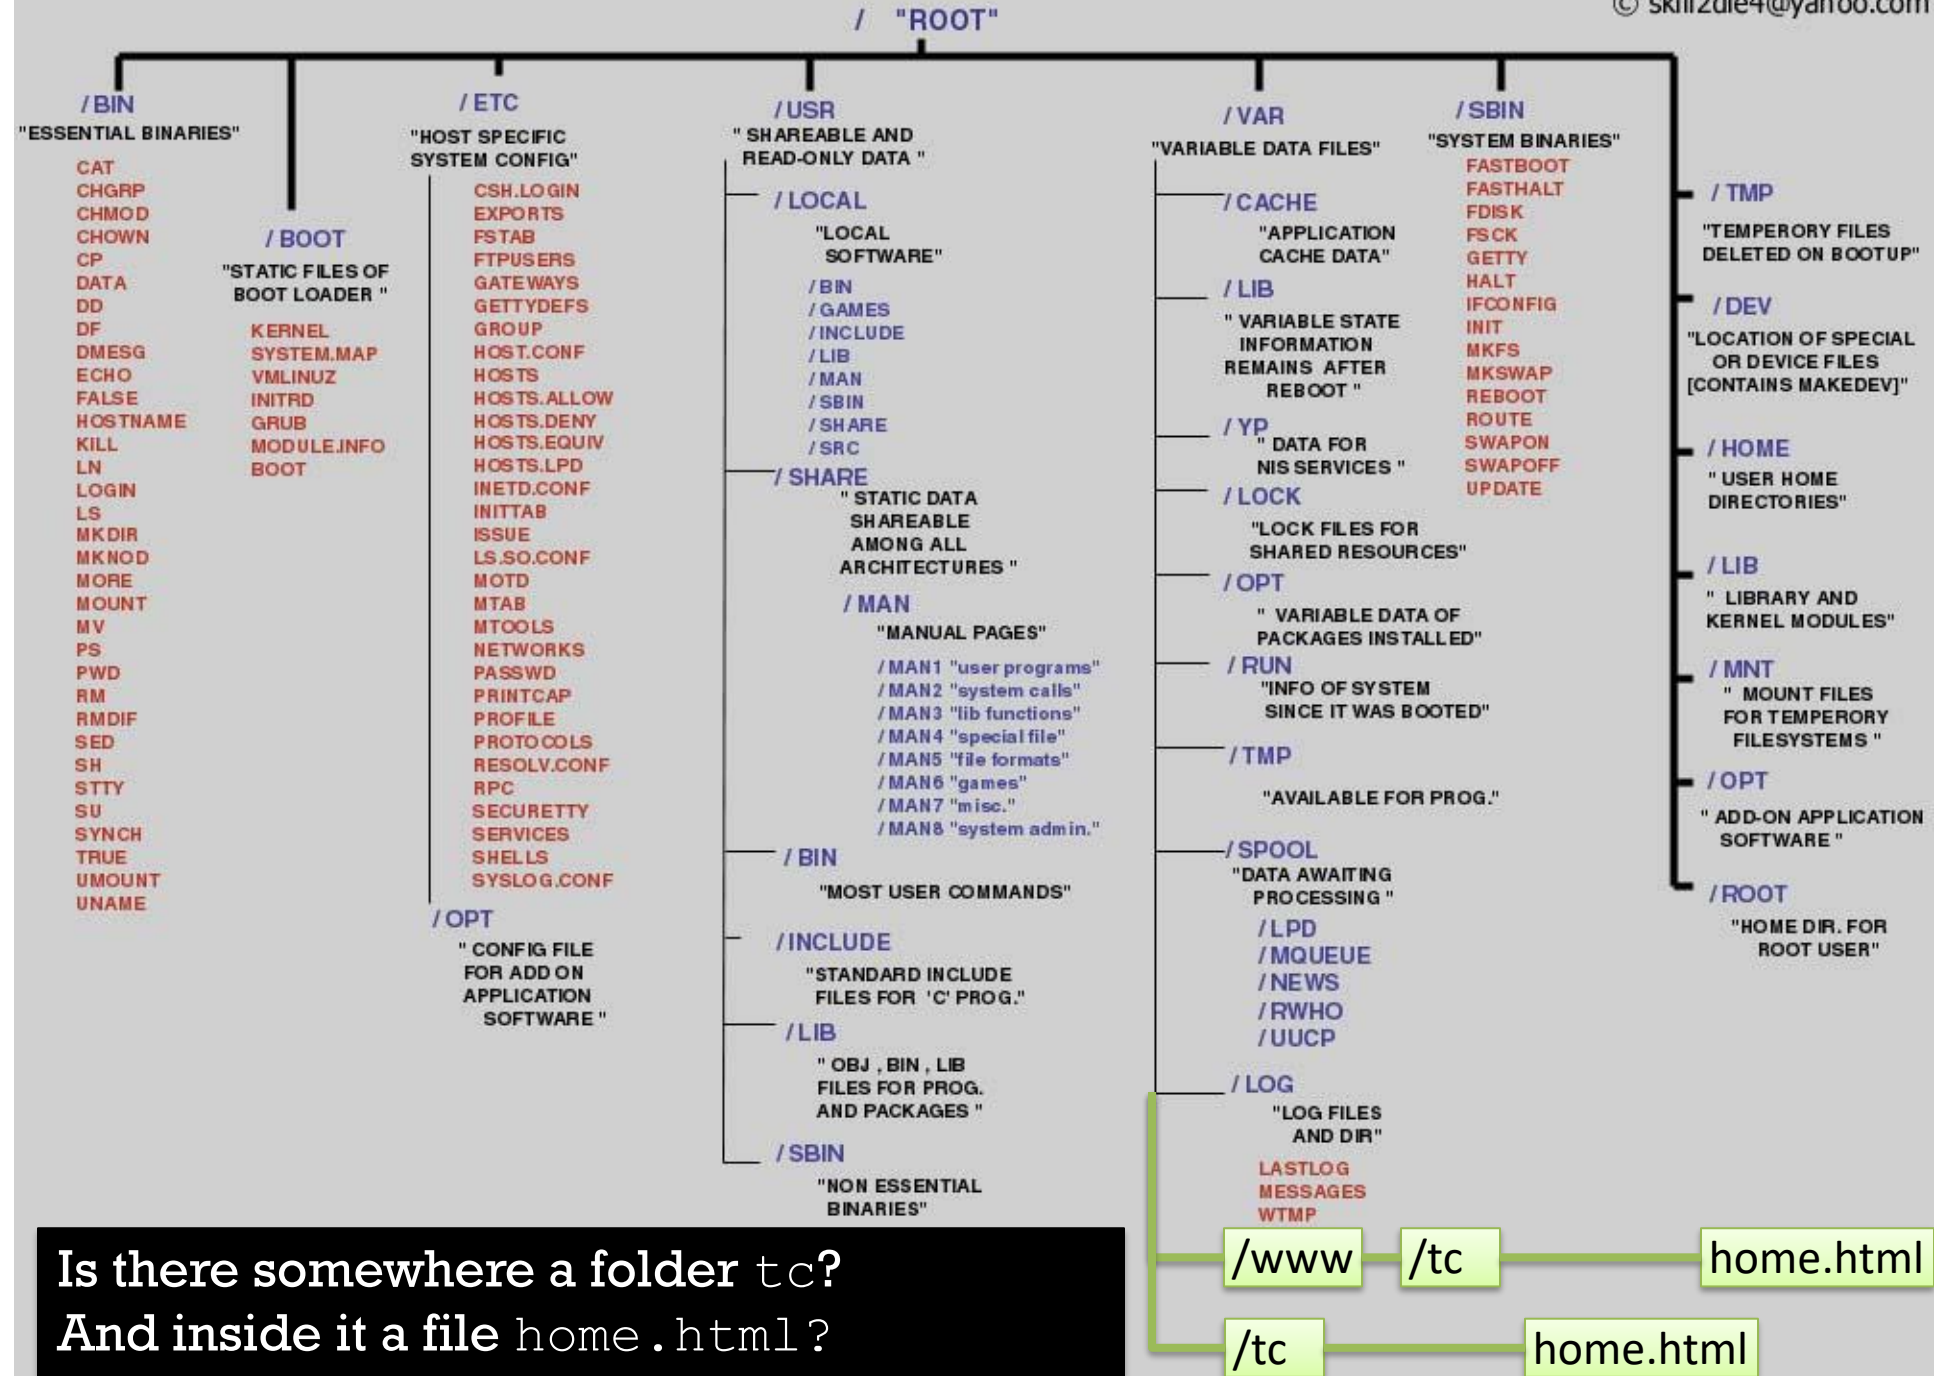 © skill2die4@yahoo.com
/ "ROOT"
/BIN
"ESSENTIAL BINARIES"
CAT
CHGRP
CHMOD
CHOWN
CP
DATA
DD
DF
DMESG
ECHO
FALSE
HOSTNAME
KILL
LN
LOGIN
LS
MKDIR
MKNOD
MORE
MOUNT
MV
PS
PWD
RM
RMDIF
SED
SH
STTY
SU
SYNCH
TRUE
UMOUNT
UNAME
/BOOT
"STATIC FILES OF
BOOT LOADER "
KERNEL
SYSTEM.MAP
VMLINUZ
INITRD
GRUB
MODULE.INFO
BOOT
/ETC
"HOST SPECIFIC
SYSTEM CONFIG"
CSH.LOGIN
EXPORTS
FSTAB
FTPUSERS
GATEWAYS
GETTYDEFS
GROUP
HOST.CONF
HOSTS
HOSTS.ALLOW
HOSTS.DENY
HOSTS.EQUIV
HOSTS.LPD
INETD.CONF
INITTAB
ISSUE
LS.SO.CONF
MOTD
MTAB
MTOOLS
NETWORKS
PASSWD
PRINTCAP
PROFILE
PROTOCOLS
RESOLV.CONF
RPC
SECURETTY
SERVICES
SHELLS
SYSLOG.CONF
/OPT
" CONFIG FILE
FOR ADD ON
APPLICATION
SOFTWARE "
/USR
" SHAREABLE AND
READ-ONLY DATA "
/LOCAL
"LOCAL
SOFTWARE"
/BIN
/GAMES
/INCLUDE
/LIB
/MAN
/SBIN
/SHARE
/SRC
/SHARE
" STATIC DATA
SHAREABLE
AMONG ALL
ARCHITECTURES "
/MAN
"MANUAL PAGES"
/MAN1 "user programs"
/MAN2 "system calls"
/MAN3 "lib functions"
/MAN4 "special file"
/MAN5 "file formats"
/MAN6 "games"
/MAN7 "misc."
/MAN8 "system admin."
/BIN
"MOST USER COMMANDS"
/INCLUDE
"STANDARD INCLUDE
FILES FOR 'C' PROG."
/LIB
" OBJ , BIN , LIB
FILES FOR PROG.
AND PACKAGES "
/SBIN
"NON ESSENTIAL
BINARIES"
/VAR
"VARIABLE DATA FILES"
/CACHE
"APPLICATION
CACHE DATA"
/LIB
" VARIABLE STATE
INFORMATION
REMAINS AFTER
REBOOT "
/YP
" DATA FOR
NIS SERVICES "
/LOCK
"LOCK FILES FOR
SHARED RESOURCES"
/OPT
" VARIABLE DATA OF
PACKAGES INSTALLED"
/RUN
"INFO OF SYSTEM
SINCE IT WAS BOOTED"
/TMP
"AVAILABLE FOR PROG."
/SPOOL
"DATA AWAITING
PROCESSING "
/LPD
/MQUEUE
/NEWS
/RWHO
/UUCP
/LOG
"LOG FILES
AND DIR"
LASTLOG
MESSAGES
WTMP
/SBIN
"SYSTEM BINARIES"
FASTBOOT
FASTHALT
FDISK
FSCK
GETTY
HALT
IFCONFIG
INIT
MKFS
MKSWAP
REBOOT
ROUTE
SWAPON
SWAPOFF
UPDATE
/TMP
"TEMPERORY FILES
DELETED ON BOOTUP"
/DEV
"LOCATION OF SPECIAL
OR DEVICE FILES
[CONTAINS MAKEDEV]"
/HOME
" USER HOME
DIRECTORIES"
/LIB
" LIBRARY AND
KERNEL MODULES"
/MNT
" MOUNT FILES
FOR TEMPERORY
FILESYSTEMS "
/OPT
" ADD-ON APPLICATION
SOFTWARE "
/ROOT
"HOME DIR. FOR
ROOT USER"
/www /tc home.html
/tc home.html
Is there somewhere a folder tc?
And inside it a file home.html?